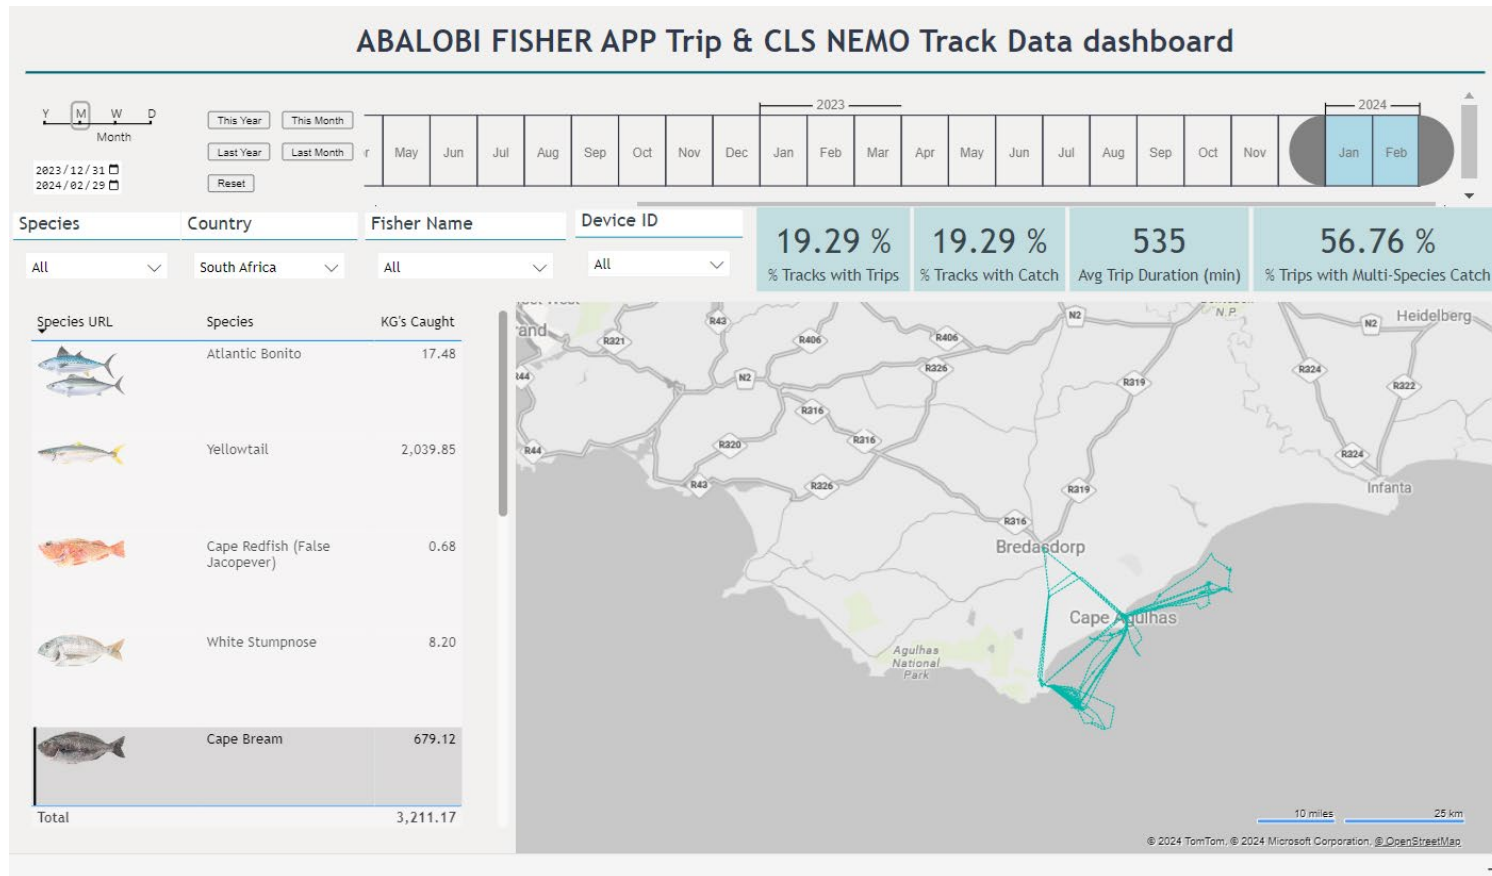 ABALOBI FISHER APP Trip & CLS NEMO Track Data dashboard
Y M W D
Month
2023/12/31
2024/02/29
This Year This Month
Last Year Last Month
Reset
2023 2024
r May Jun Jul Aug Sep Oct Nov Dec Jan Feb Mar Apr May Jun Jul Aug Sep Oct Nov Jan Feb
Species Country Fisher Name Device ID
All South Africa All All
19.29 %
% Tracks with Trips
19.29 %
% Tracks with Catch
535
Avg Trip Duration (min)
56.76 %
% Trips with Multi-Species Catch
Species URL Species KG's Caught
Atlantic Bonito 17.48
Yellowtail 2,039.85
Cape Redfish (False
Jacopever) 0.68
White Stumpnose 8.20
Cape Bream 679.12
Total 3,211.17
and
N.P.
Heidelberg
R43
N2
N2
R321
R406
R406
R326
R44
N2
R319
R324
R322
R316
R316
R320
R44
R324
R43
R326
R319
Infanta
R316
Bredasdorp
Cape Agulhas
Agulhas
National
Park
10 miles 25 km
© 2024 TomTom, © 2024 Microsoft Corporation, © OpenStreetMap